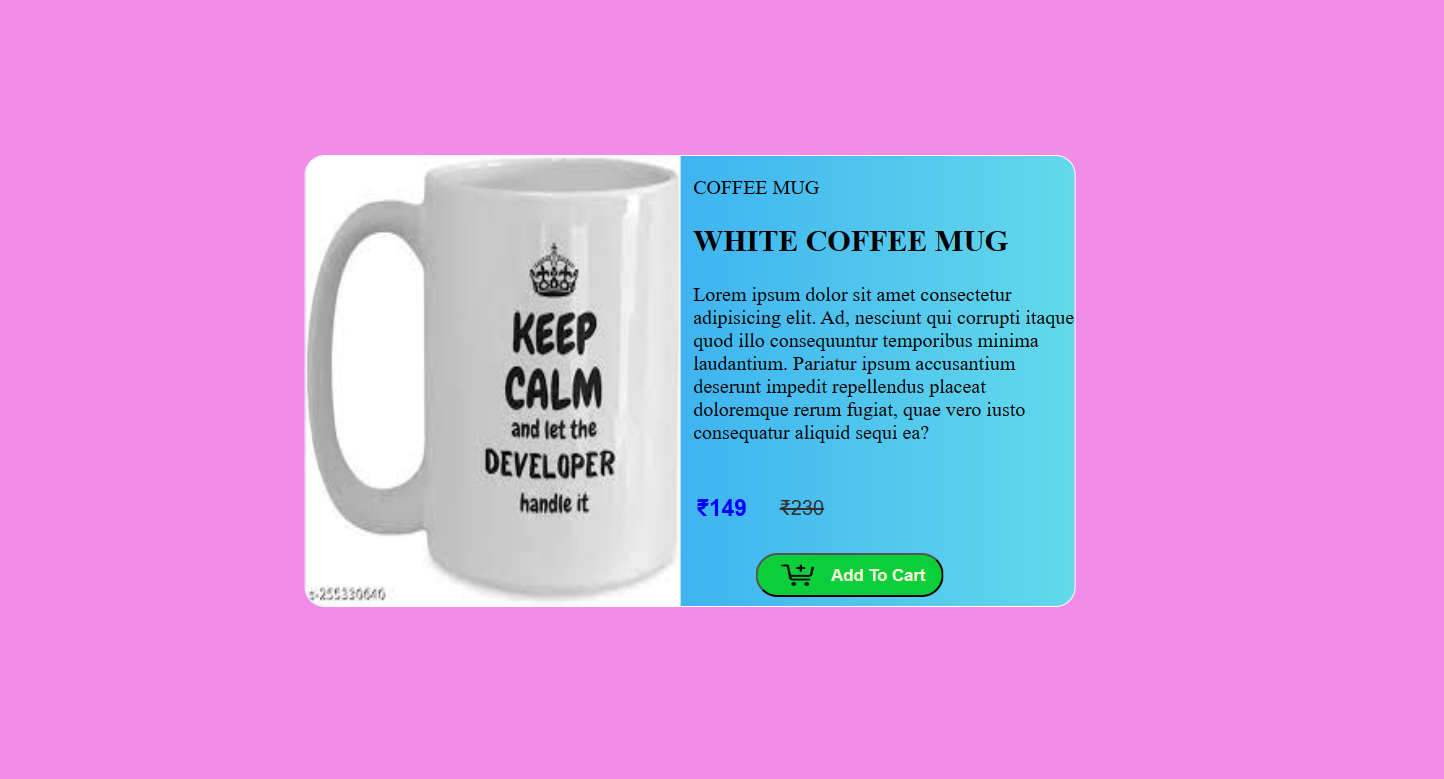 KEEP
CALM
and let the
DEVELOPER
handle it
COFFEE MUG
WHITE COFFEE MUG
Lorem ipsum dolor sit amet consectetur
adipisicing elit. Ad, nesciunt qui corrupti itaque
quod illo consequuntur temporibus minima
laudantium. Pariatur ipsum accusantium
deserunt impedit repellendus placeat
doloremque rerum fugiat, quae vero iusto
consequatur aliquid sequi ea?
₹149 ₹230
Add To Cart